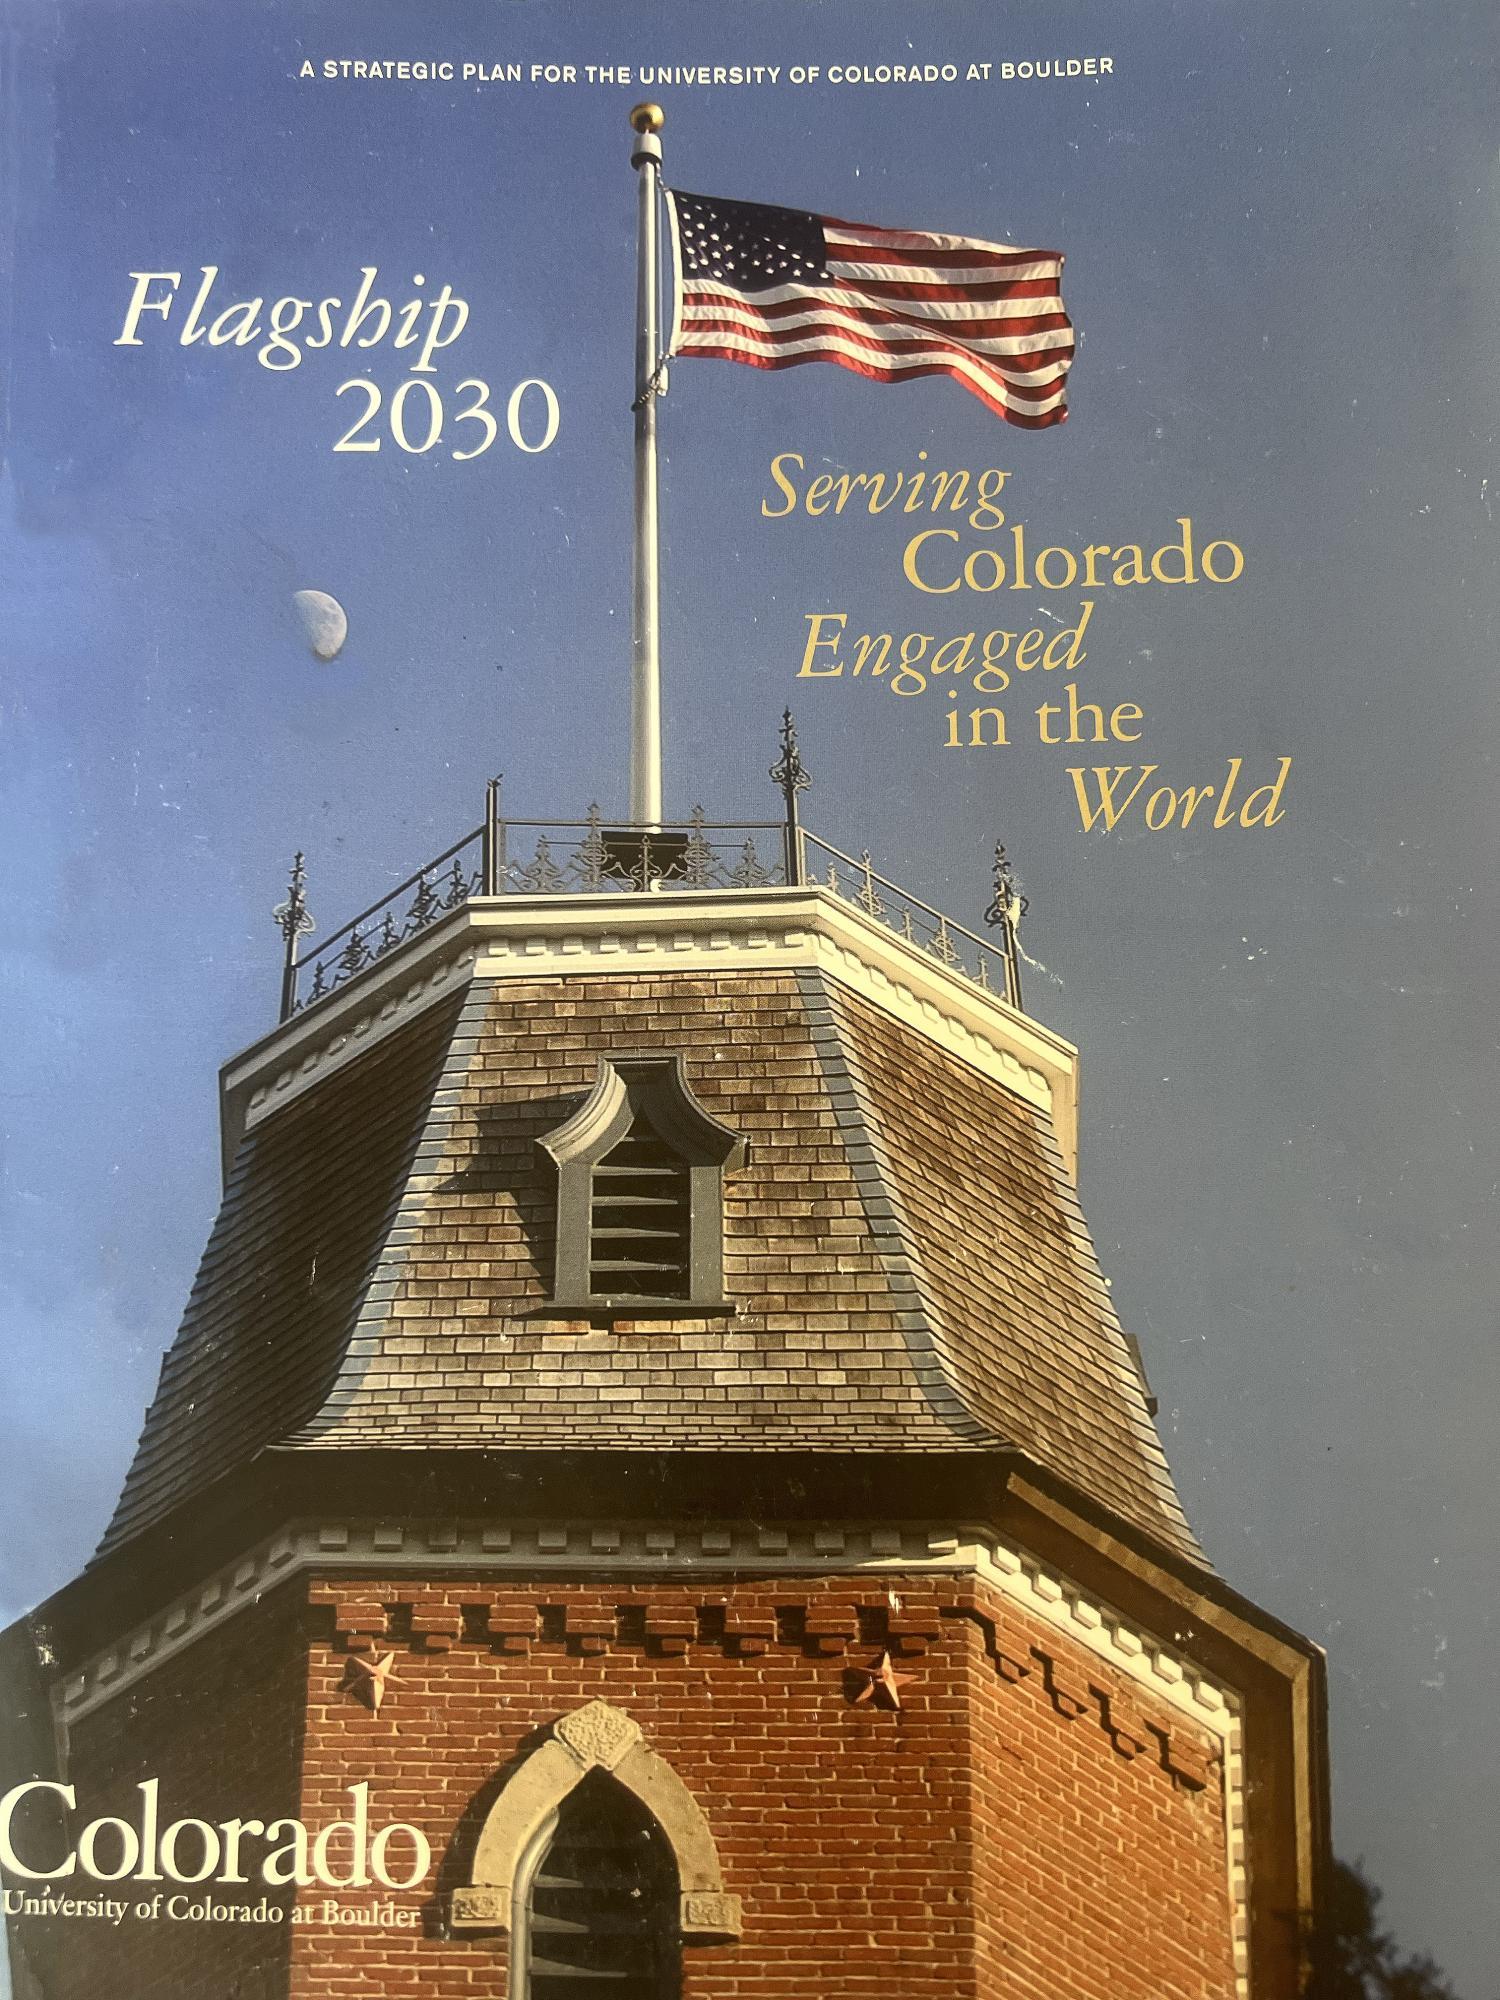 A STRATEGIC PLAN FOR THE UNIVERSITY OF COLORADO AT BOULDER
Flagship
2030
Serving
Colorado
Engaged
in the
World
Colorado
University of Colorado at Boulder